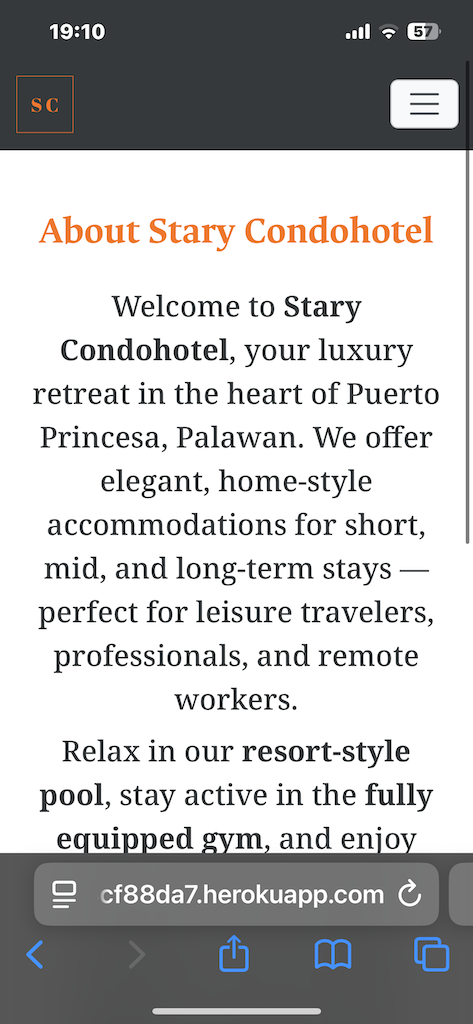 19:10
57
SC
About Stary Condohotel
Welcome to Stary
Condohotel, your luxury
retreat in the heart of Puerto
Princesa, Palawan. We offer
elegant, home-style
accommodations for short,
mid, and long-term stays —
perfect for leisure travelers,
professionals, and remote
workers.
Relax in our resort-style
pool, stay active in the fully
equipped gym, and enjoy
cf88da7.herokuapp.com